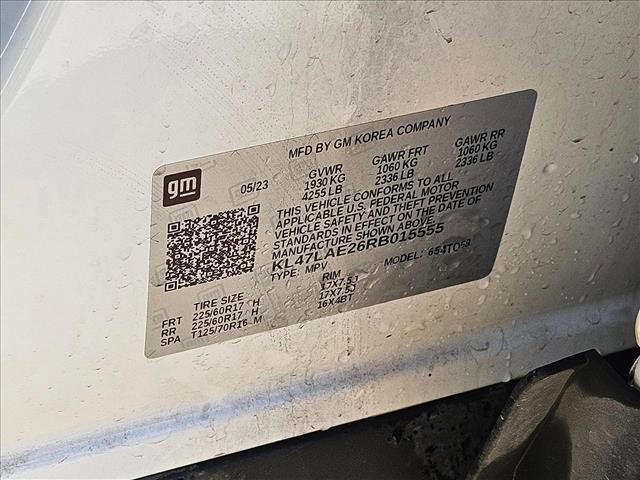 MFD BY GM KOREA COMPANY
gm
05/23
GVWR GAWR FRT GAWR RR
1930 KG 1060 KG 1060 KG
4255 LB 2336 LB 2336 LB
THIS VEHICLE CONFORMS TO ALL
APPLICABLE U.S. FEDERAL MOTOR
VEHICLE SAFETY AND THEFT PREVENTION
STANDARDS IN EFFECT ON THE DATE OF
MANUFACTURE SHOWN ABOVE.
KL47LAE26RB015555
TYPE: MPV MODEL: 654TO58
TIRE SIZE RIM
FRT 225/60R17 H 17X7.5J
RR 225/60R17 H 17X7.5J
SPA T125/70R16 M 16X4BT